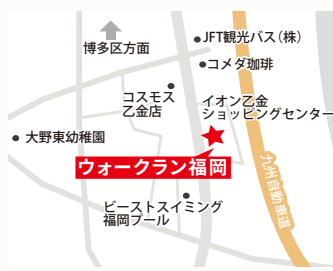 博多区方面
JFT観光バス(株)
コメダ珈琲
コスモス
乙金店
イオン乙金
ショッピングセンター
大野東幼稚園
ウォークラン福岡
九州自動車道
ビーストスイミング
福岡プール